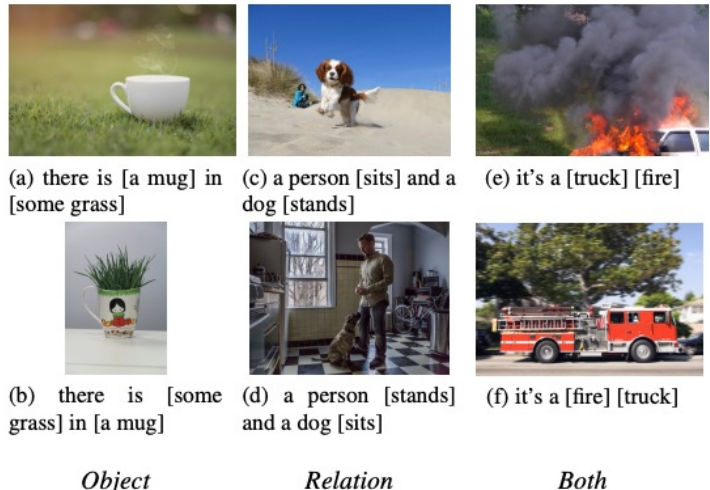 (a) there is [a mug] in
[some grass]
(c) a person [sits] and a
dog [stands]
(e) it's a [truck] [fire]
(b) there is [some
grass] in [a mug]
(d) a person [stands]
and a dog [sits]
(f) it's a [fire] [truck]
Object
Relation
Both